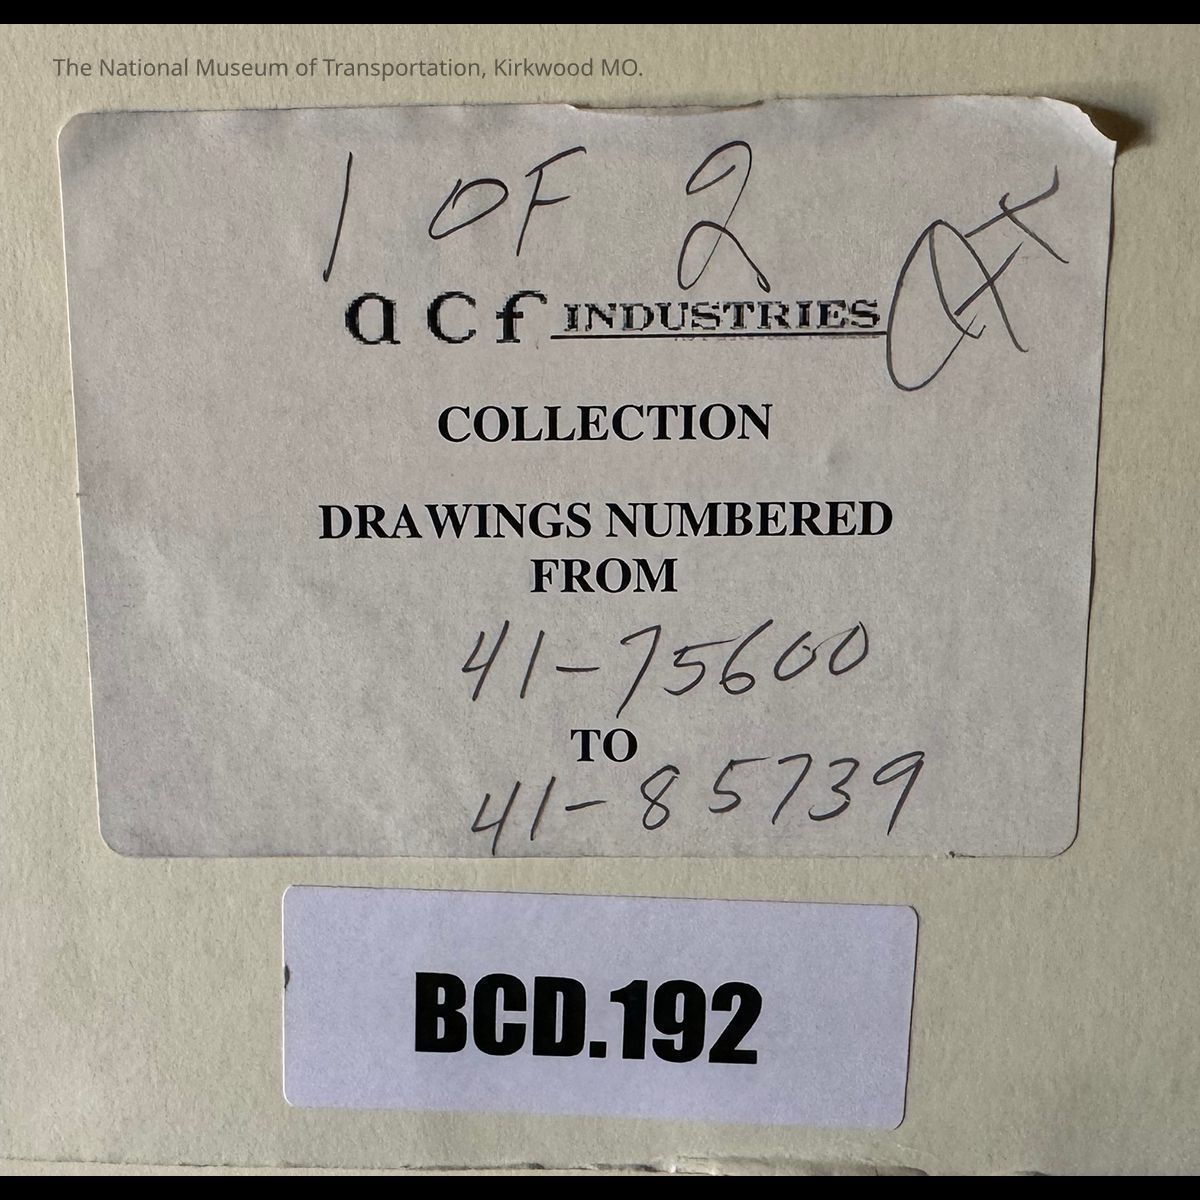 The National Museum of Transportation, Kirkwood MO.
1 OF 2
acf INDUSTRIES
COLLECTION
DRAWINGS NUMBERED
FROM
41-75600
TO
41-85739
BCD.192